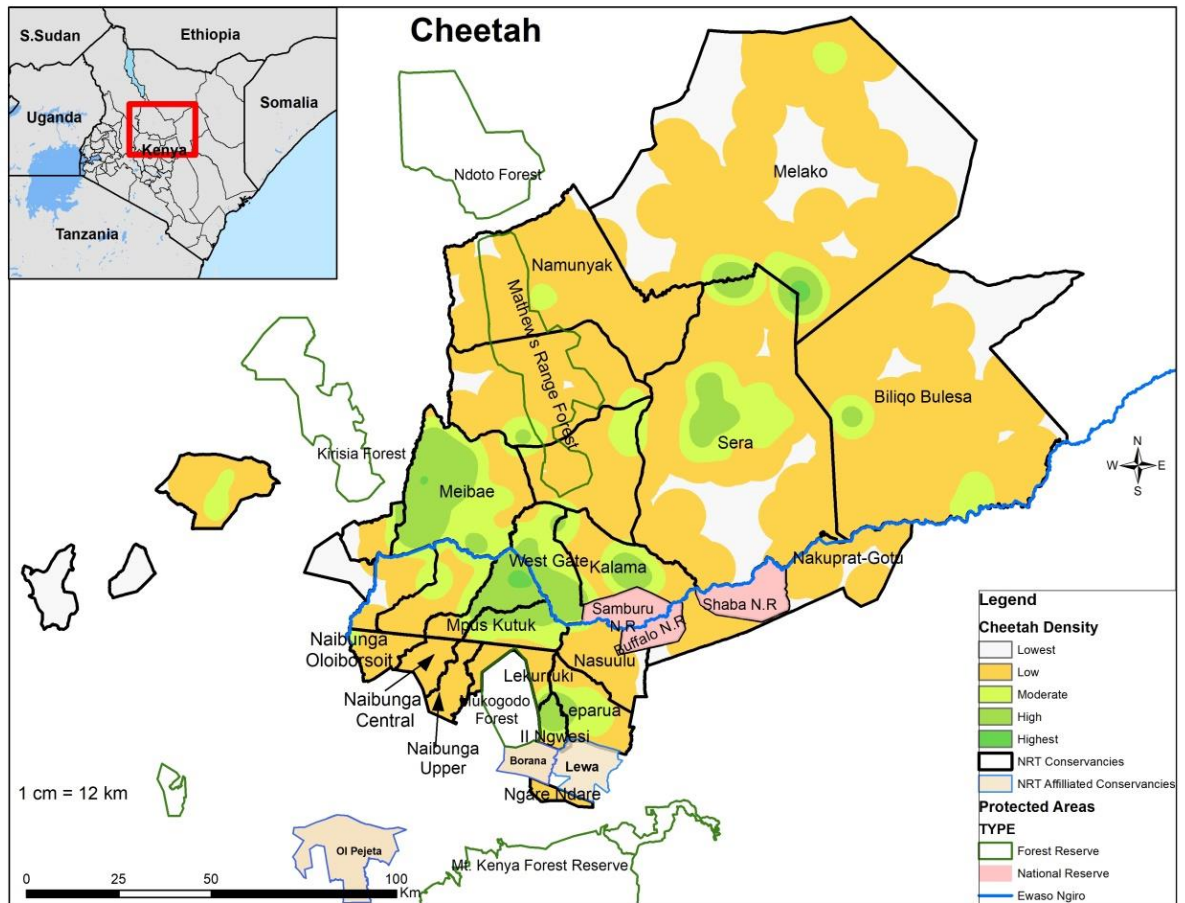 Cheetah
S.Sudan
Ethiopia
Uganda
Somalia
Kenya
Tanzania
Ndoto Forest
Melako
Namunyak
Mathew's Range Forest
Biliqo Bulesa
Sera
Kirisia Forest
Meibae
N
W E
S
West Gate
Kalama
Nakuprat-Gotu
Samburu
N.R
Shaba N.R
Buffalo N.R
Mpus Kutuk
Naibunga
Oloiborsoit
Nasuulu
Lekurruki
Naibunga
Central
Mukogodo
Forest
Leparua
Il Ngwesi
Naibunga
Upper
Borana
Lewa
Ngare Ndare
1 cm = 12 km
Ol Pejeta
Mt. Kenya Forest Reserve
0 25 50 100
Km
Legend
Cheetah Density
Lowest
Low
Moderate
High
Highest
NRT Conservancies
NRT Affilliated Conservancies
Protected Areas
TYPE
Forest Reserve
National Reserve
Ewaso Ngiro